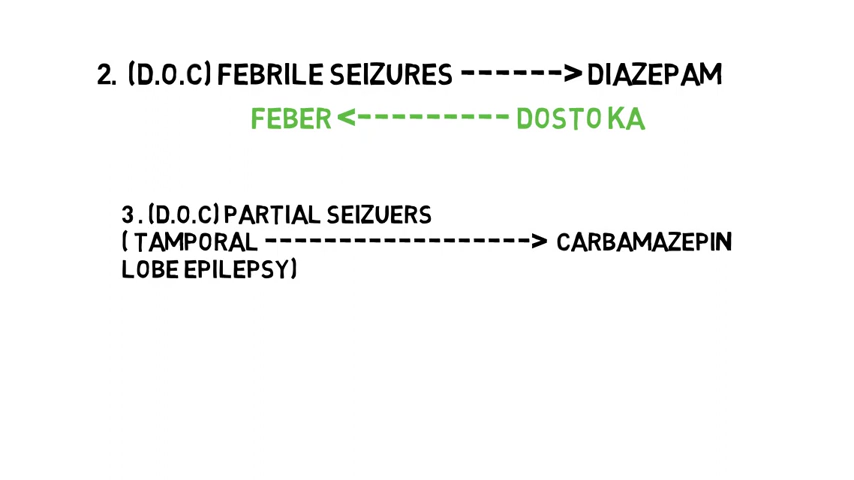 2. (D.O.C) FEBRILE SEIZURES ------> DIAZEPAM
FEBER <--------- DOSTO KA
3. (D.O.C) PARTIAL SEIZUERS
( TAMPORAL ------------------> CARBAMAZEPIN
LOBE EPILEPSY)